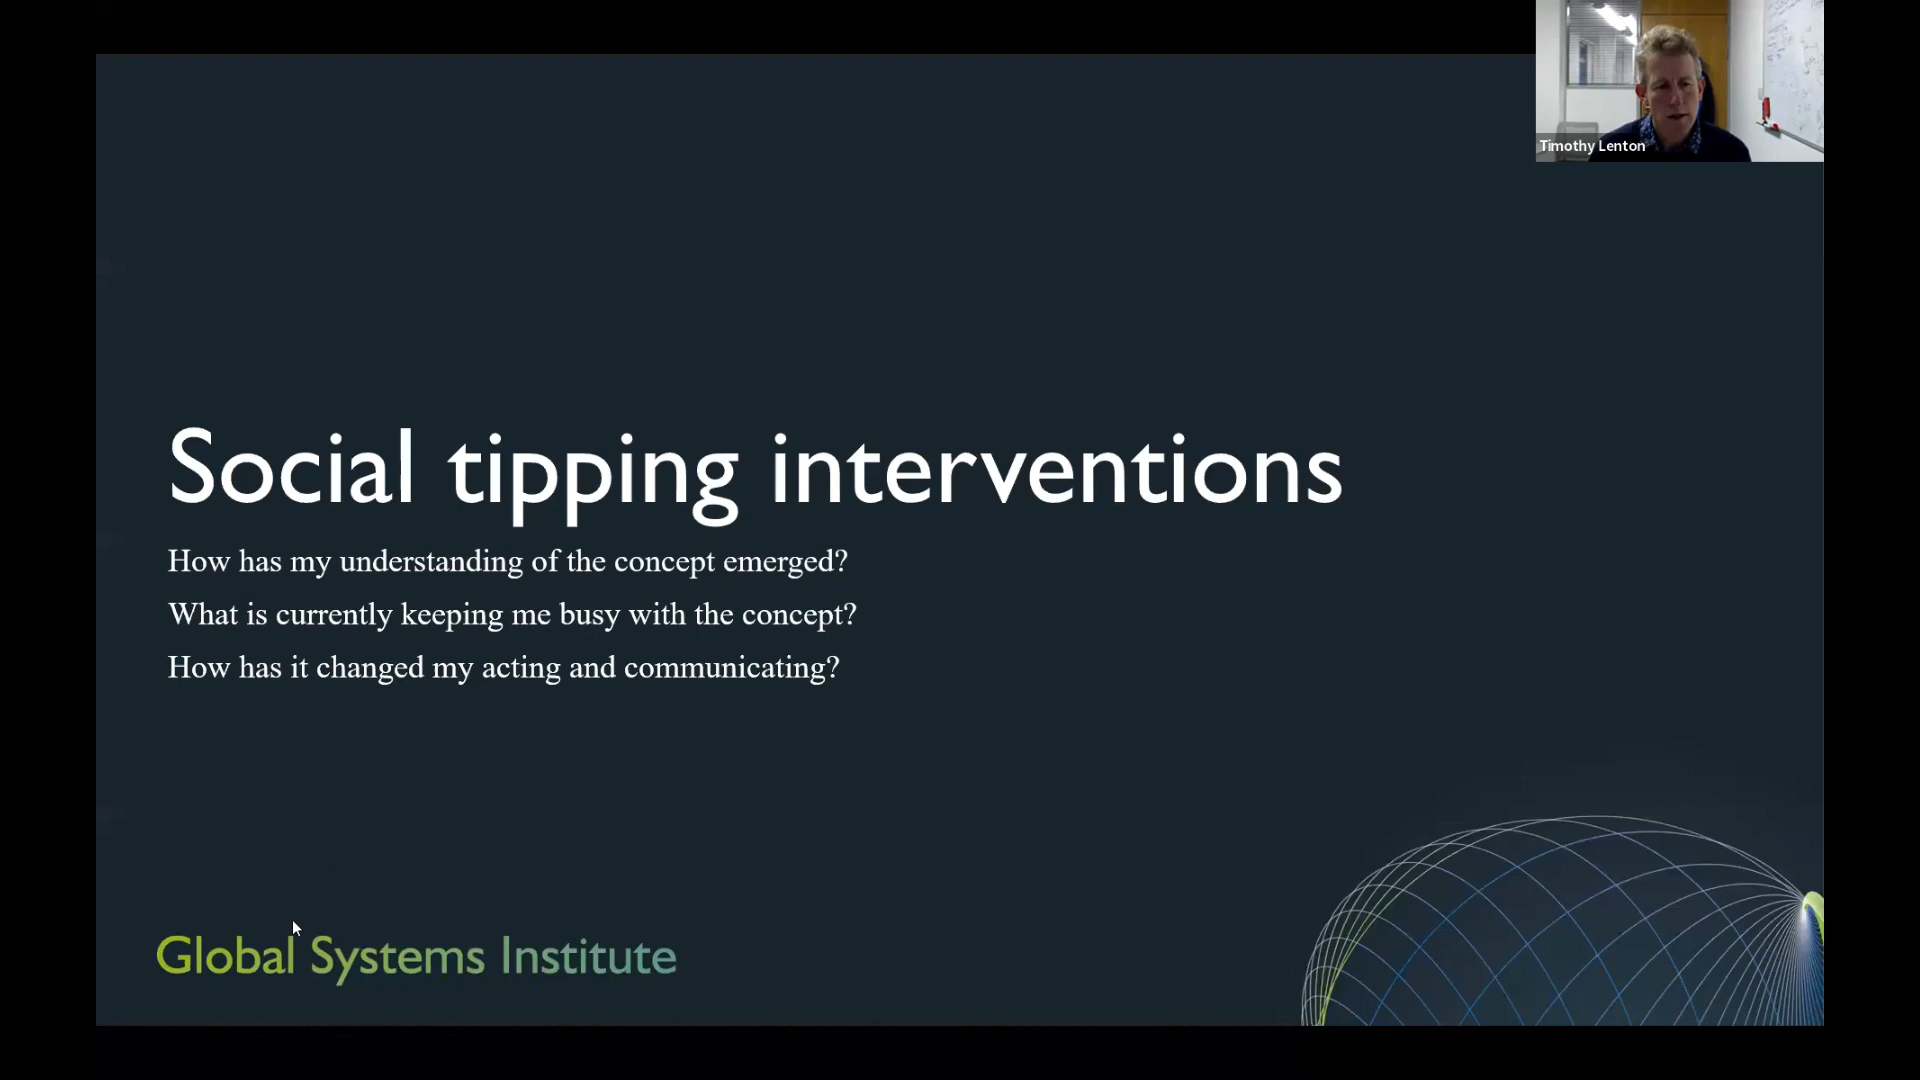 Timothy Lenton
Social tipping interventions
How has my understanding of the concept emerged?
What is currently keeping me busy with the concept?
How has it changed my acting and communicating?
Global Systems Institute